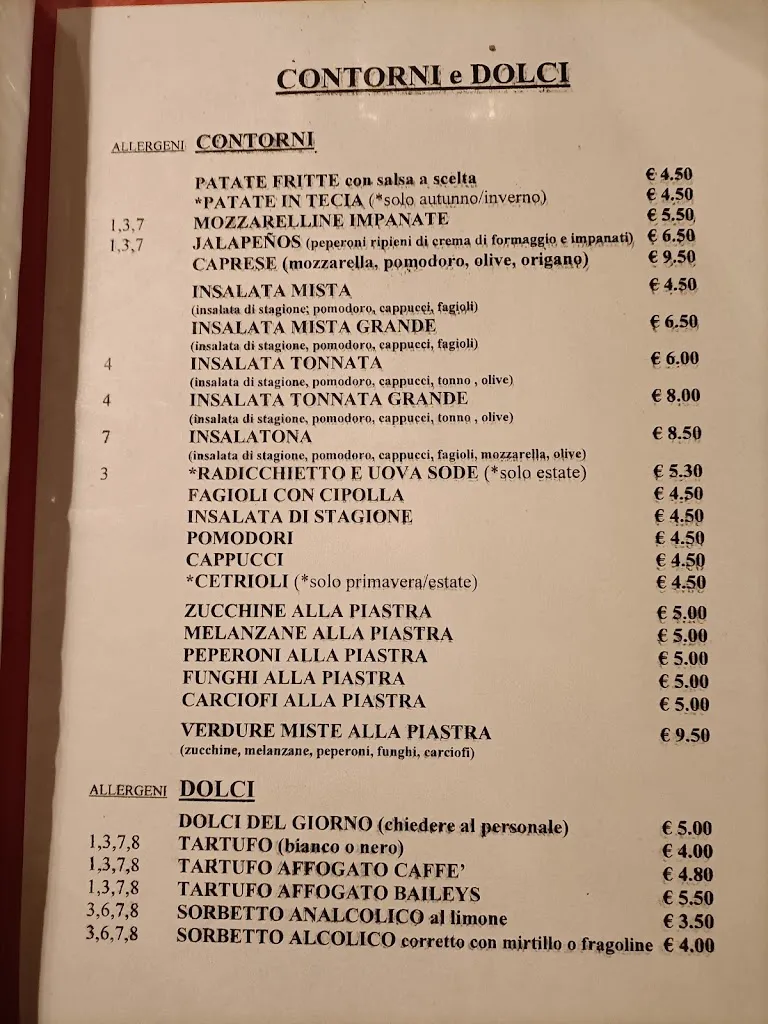 CONTORNI e DOLCI
ALLERGENI CONTORNI
PATATE FRITTE con salsa a scelta € 4.50
*PATATE IN TECIA (*solo autunno/inverno) € 4.50
1,3,7 MOZZARELLINE IMPANATE € 5.50
1,3,7 JALAPEÑOS (peperoni ripieni di crema di formaggio e impanati) € 6.50
CAPRESE (mozzarella, pomodoro, olive, origano) € 9.50
INSALATA MISTA € 4.50
(insalata di stagione; pomodoro, cappucci, fagioli)
INSALATA MISTA GRANDE € 6.50
(insalata di stagione, pomodoro, cappucci, fagioli)
4 INSALATA TONNATA € 6.00
(insalata di stagione, pomodoro, cappucci, tonno , olive)
4 INSALATA TONNATA GRANDE € 8.00
(insalata di stagione, pomodoro, cappucci, tonno , olive)
7 INSALATONA € 8.50
(insalata di stagione, pomodoro, cappucci, fagioli, mozzarella, olive)
3 *RADICCHIETTO E UOVA SODE (*solo estate) € 5.30
FAGIOLI CON CIPOLLA € 4.50
INSALATA DI STAGIONE € 4.50
POMODORI € 4.50
CAPPUCCI € 4.50
*CETRIOLI (*solo primavera/estate) € 4.50
ZUCCHINE ALLA PIASTRA € 5.00
MELANZANE ALLA PIASTRA € 5.00
PEPERONI ALLA PIASTRA € 5.00
FUNGHI ALLA PIASTRA € 5.00
CARCIOFI ALLA PIASTRA € 5.00
VERDURE MISTE ALLA PIASTRA € 9.50
(zucchine, melanzane, peperoni, funghi, carciofi)
ALLERGENI DOLCI
DOLCI DEL GIORNO (chiedere al personale) € 5.00
1,3,7,8 TARTUFO (bianco o nero) € 4.00
1,3,7,8 TARTUFO AFFOGATO CAFFE' € 4.80
1,3,7,8 TARTUFO AFFOGATO BAILEYS € 5.50
3,6,7,8 SORBETTO ANALCOLICO al limone € 3.50
3,6,7,8 SORBETTO ALCOLICO corretto con mirtillo o fragoline € 4.00